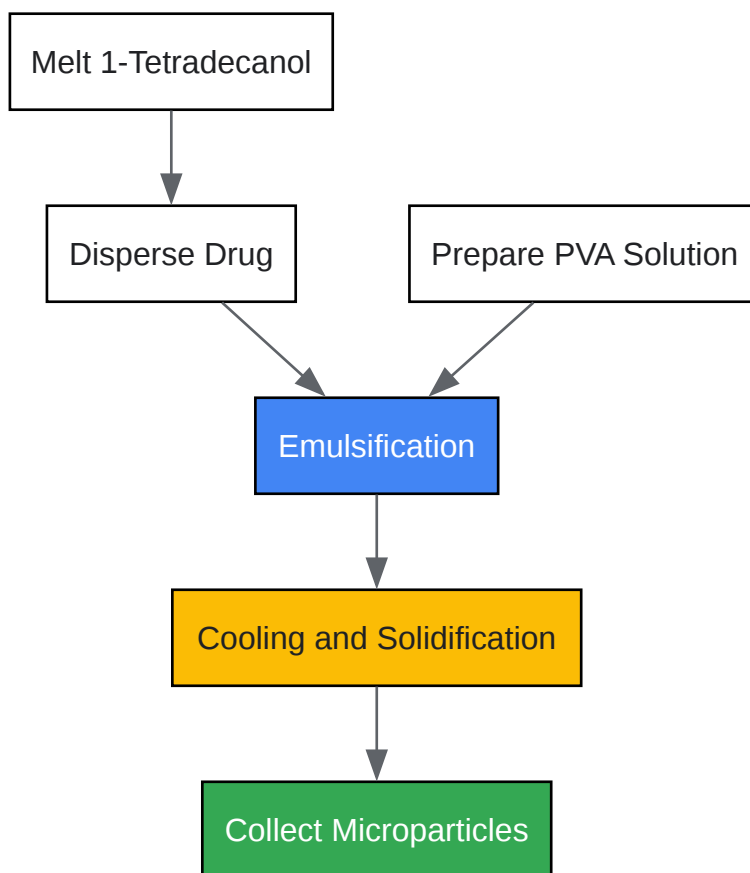 Melt 1-Tetradecanol
Disperse Drug
Prepare PVA Solution
Emulsification
Cooling and Solidification
Collect Microparticles